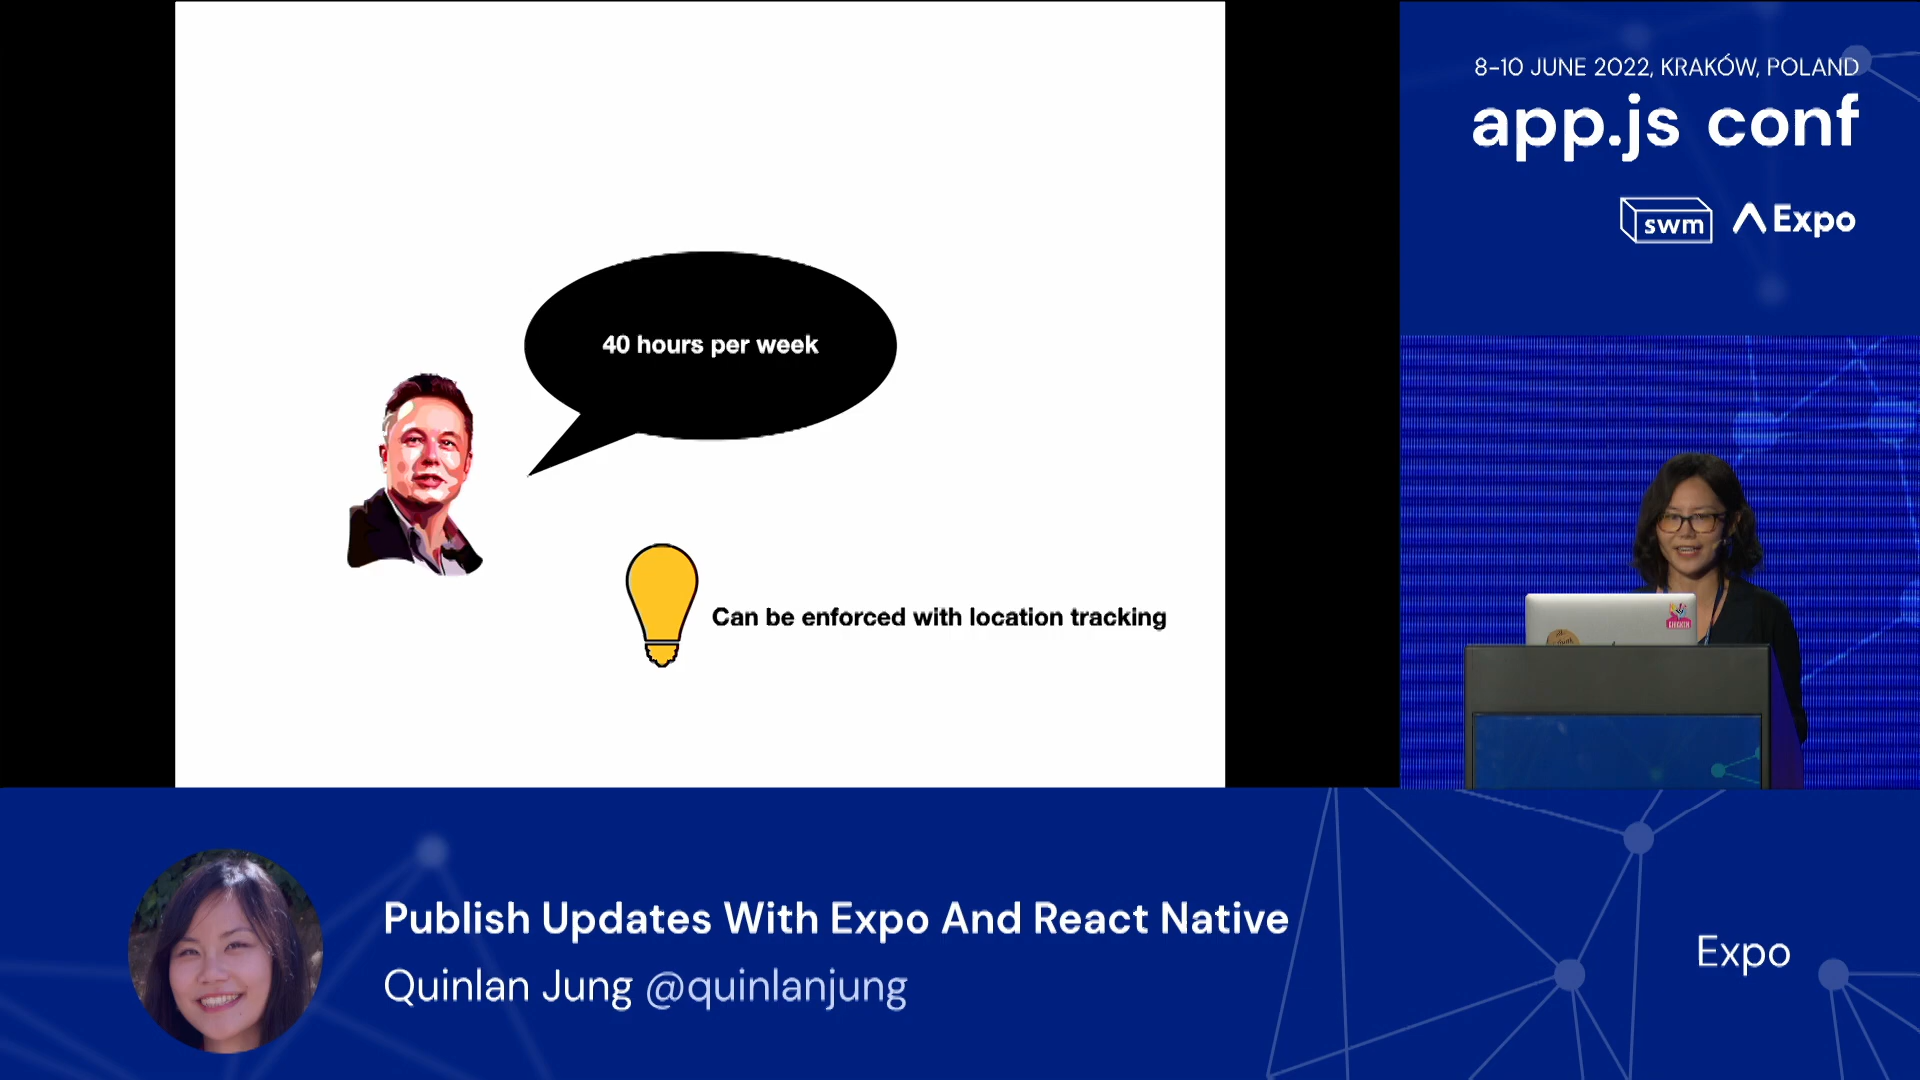 40 hours per week
Can be enforced with location tracking
8-10 JUNE 2022, KRAKÓW, POLAND
app.js conf
swm
Expo
Publish Updates With Expo And React Native
Quinlan Jung @quinlanjung
Expo